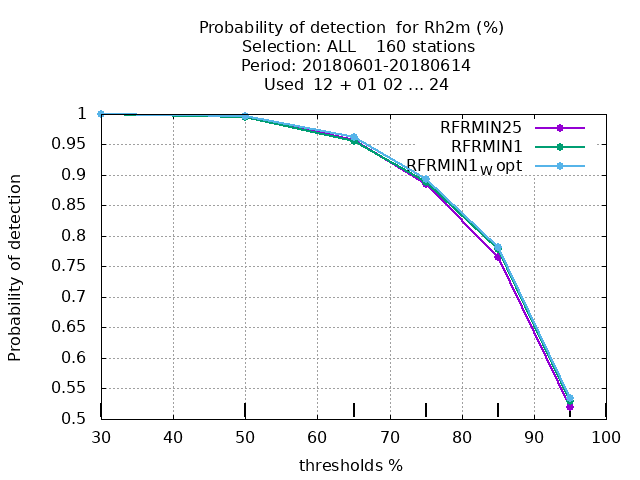 Probability of detection  for Rh2m (%)
Selection: ALL    160 stations
Period: 20180601-20180614
Used  12 + 01 02 ... 24
RFRMIN25
RFRMIN1
RFRMIN1w opt
Probability of detection
1
0.95
0.9
0.85
0.8
0.75
0.7
0.65
0.6
0.55
0.5
30 40 50 60 70 80 90 100
thresholds %